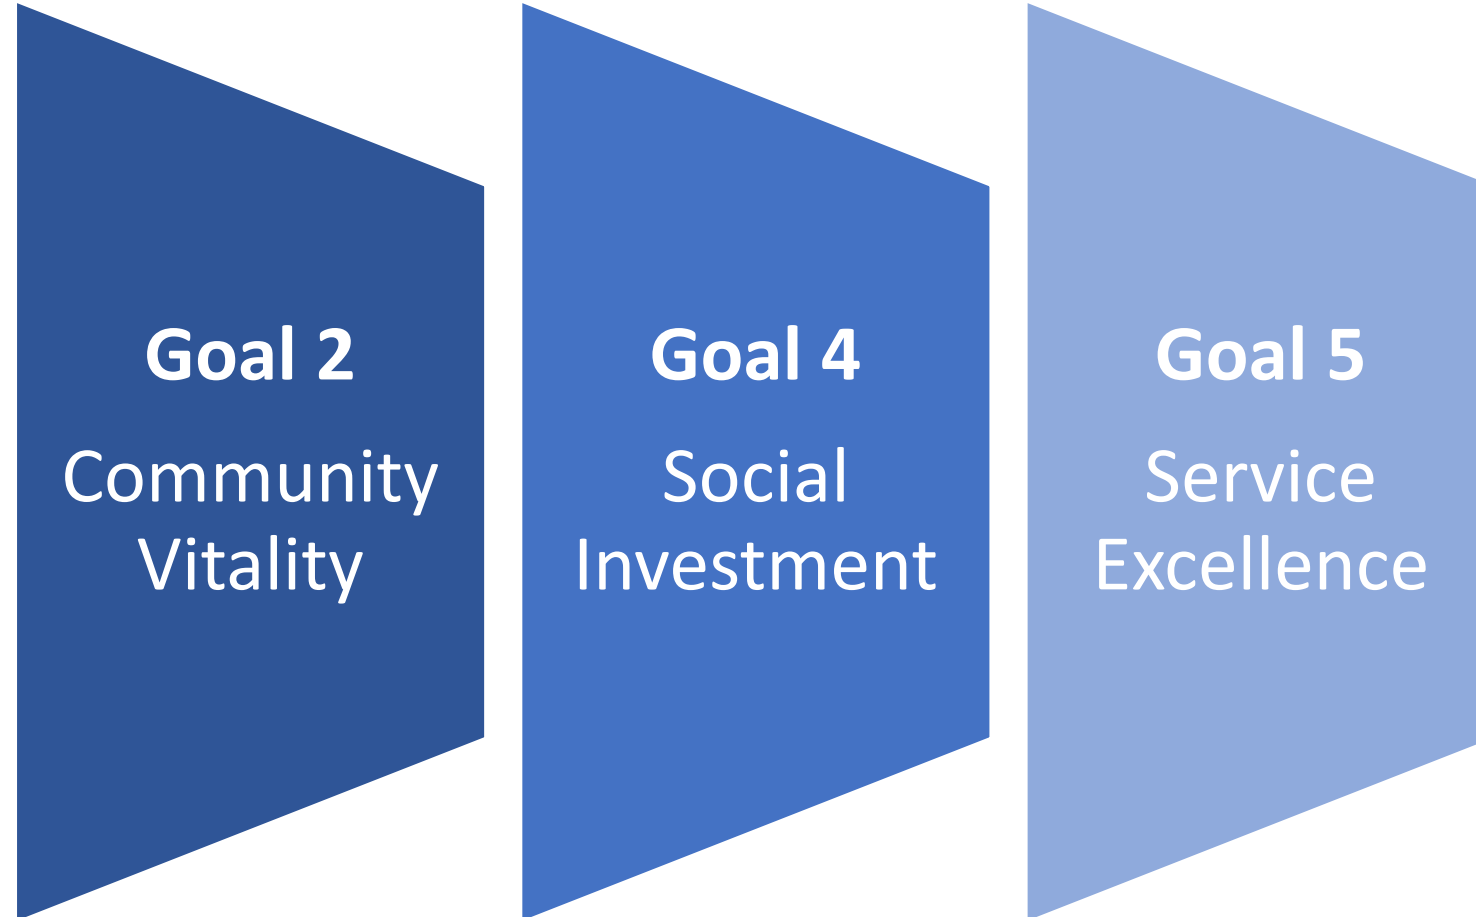 Goal 2
Community
Vitality
Goal 4
Social
Investment
Goal 5
Service
Excellence